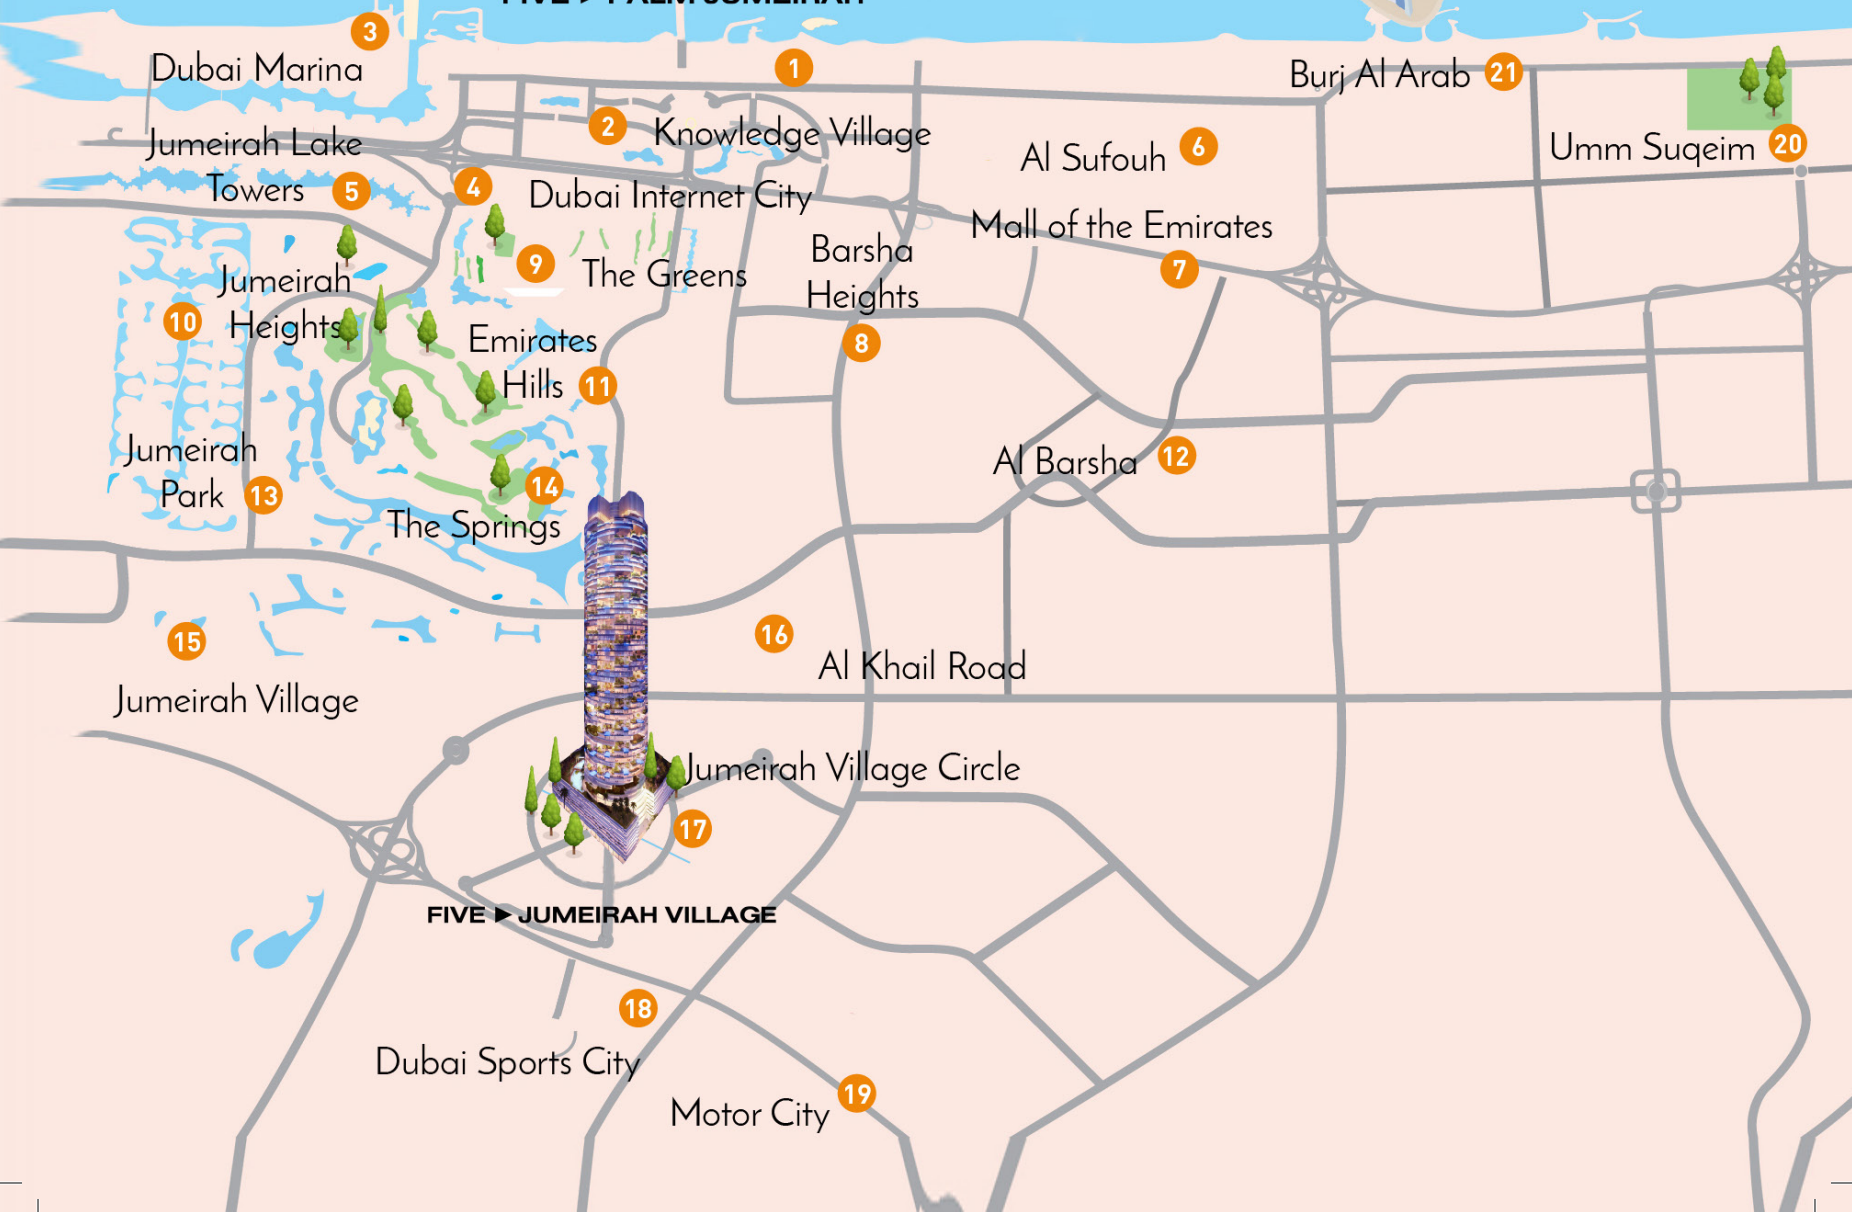 FIVE ► PALM JUMEIRAH
3
Dubai Marina
1
Burj Al Arab 21
2
Knowledge Village
Jumeirah Lake
Towers 5
4
Al Sufouh 6
Umm Suqeim 20
Dubai Internet City
Mall of the Emirates
7
9
The Greens
Barsha
Heights
8
Jumeirah
Heights
10
Emirates
Hills 11
Jumeirah
Park 13
Al Barsha 12
14
The Springs
15
Jumeirah Village
16
Al Khail Road
Jumeirah Village Circle
17
FIVE ► JUMEIRAH VILLAGE
18
Dubai Sports City
19
Motor City